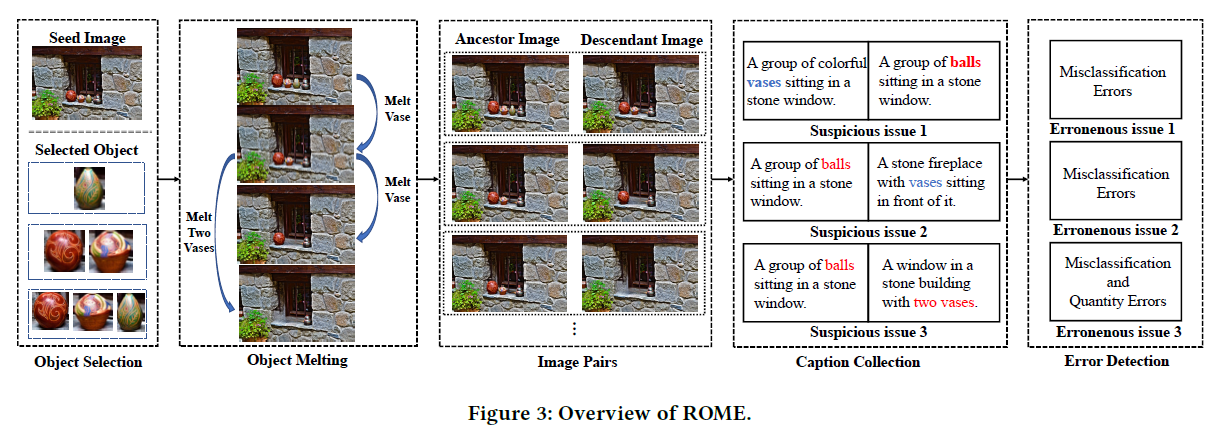 Seed Image
Selected Object
Object Selection
Melt
Vase
Melt
Vase
Melt
Two
Vases
Object Melting
Ancestor Image Descendant Image
⋮
Image Pairs
A group of colorful
vases sitting in a
stone window.
A group of balls
sitting in a stone
window.
Suspicious issue 1
A group of balls
sitting in a stone
window.
A stone fireplace
with vases sitting
in front of it.
Suspicious issue 2
A group of balls
sitting in a stone
window.
A window in a
stone building
with two vases.
Suspicious issue 3
Caption Collection
Misclassification
Errors
Erronenous issue 1
Misclassification
Errors
Erronenous issue 2
Misclassification
and
Quantity Errors
Erronenous issue 3
Error Detection
Figure 3: Overview of ROME.